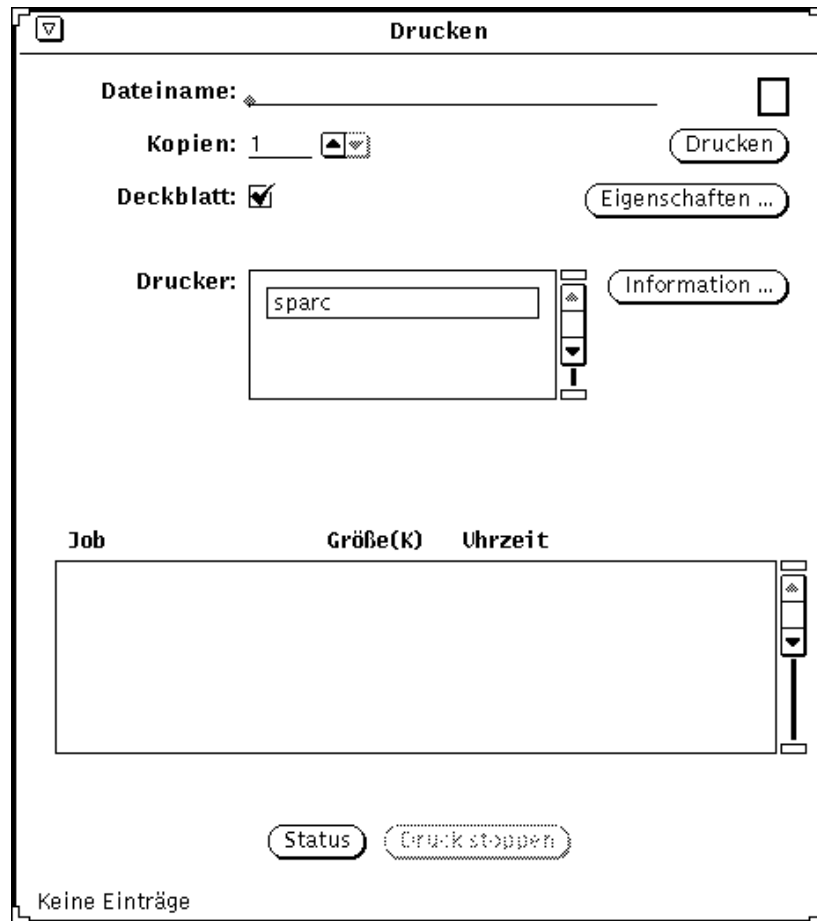 Drucken
Dateiname:
Kopien: 1
Drucken
Deckblatt:
Eigenschaften ...
Drucker:
sparc
Information ...
Job Größe(K) Uhrzeit
Status Druck stoppen
Keine Einträge